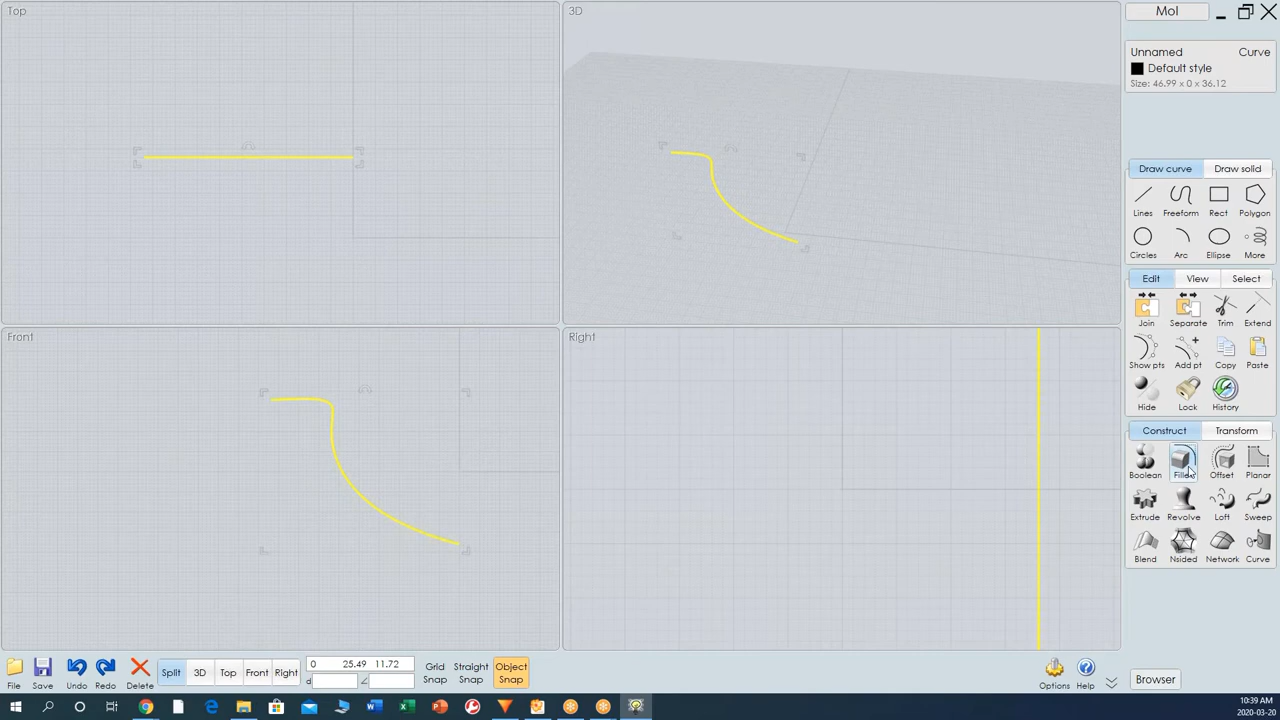 Top
3D
MoI
Unnamed Curve
Default style
Size: 46.99 x 0 x 36.12
Draw curve Draw solid
Lines Freeform Rect Polygon
Circles Arc Ellipse More
Edit View Select
Join Separate Trim Extend
Show pts Add pt Copy Paste
Hide Lock History
Front
Right
Construct Transform
Boolean Fillet Offset Planar
Extrude Revolve Loft Sweep
Blend Nsided Network Curve
File Save Undo Redo Delete
Split 3D Top Front Right
0 25.49 11.72
d
∠
Grid Snap
Straight Snap
Object Snap
Options Help
Browser
10:39 AM
2020-03-20